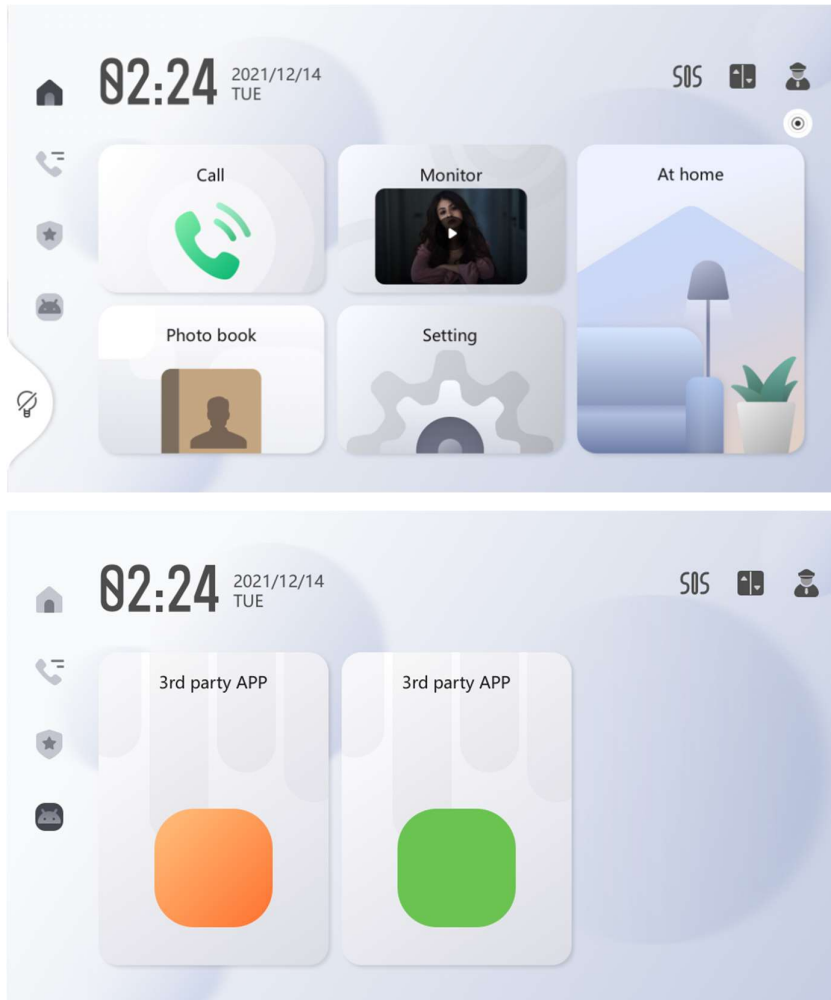 02:24
2021/12/14
TUE
SOS
Call
Monitor
At home
Photo book
Setting
02:24
2021/12/14
TUE
SOS
3rd party APP
3rd party APP